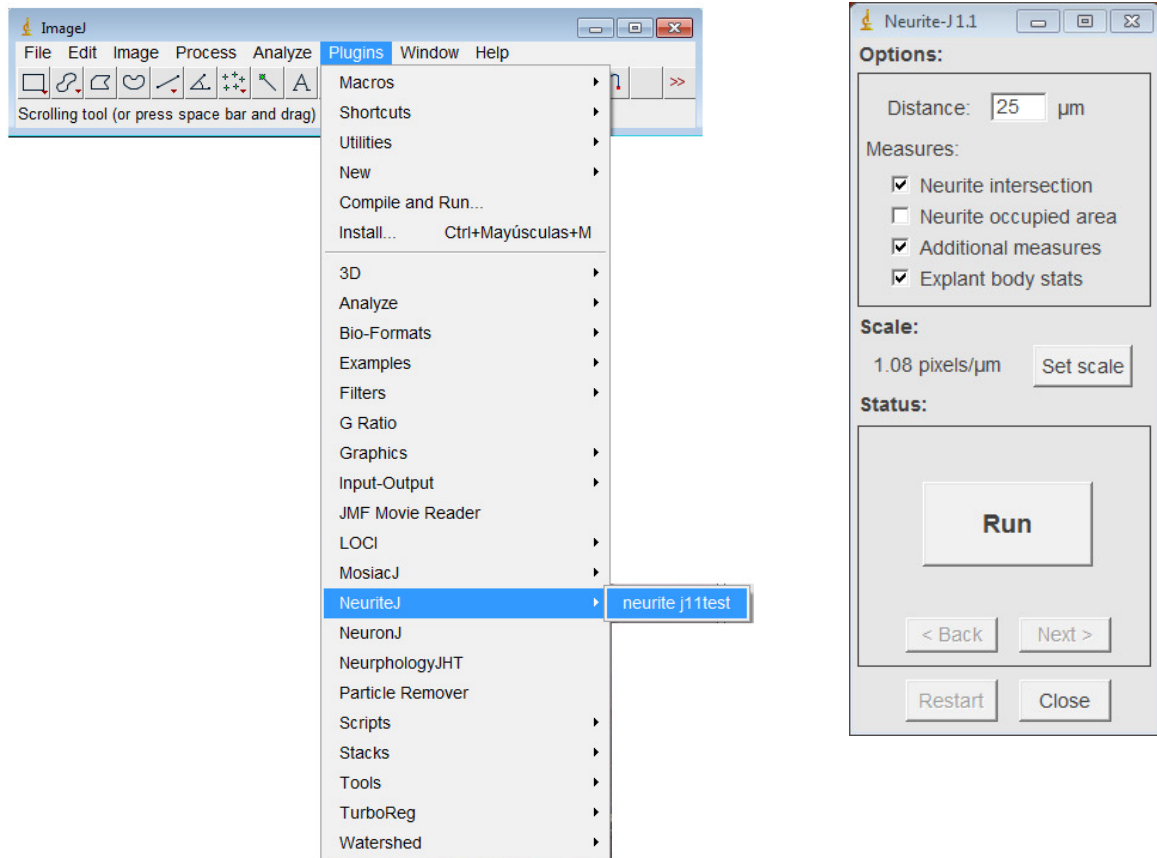 ImageJ
File Edit Image Process Analyze Plugins Window Help
A >>
Scrolling tool (or press space bar and drag)
Macros
Shortcuts
Utilities
New
Compile and Run...
Install... Ctrl+Mayúsculas+M
3D
Analyze
Bio-Formats
Examples
Filters
G Ratio
Graphics
Input-Output
JMF Movie Reader
LOCI
MosiacJ
NeuriteJ
neurite j11test
NeuronJ
NeurphologyJHT
Particle Remover
Scripts
Stacks
Tools
TurboReg
Watershed
Neurite-J 1.1
Options:
Distance: 25 µm
Measures:
Neurite intersection
Neurite occupied area
Additional measures
Explant body stats
Scale:
1.08 pixels/µm Set scale
Status:
Run
< Back Next >
Restart Close